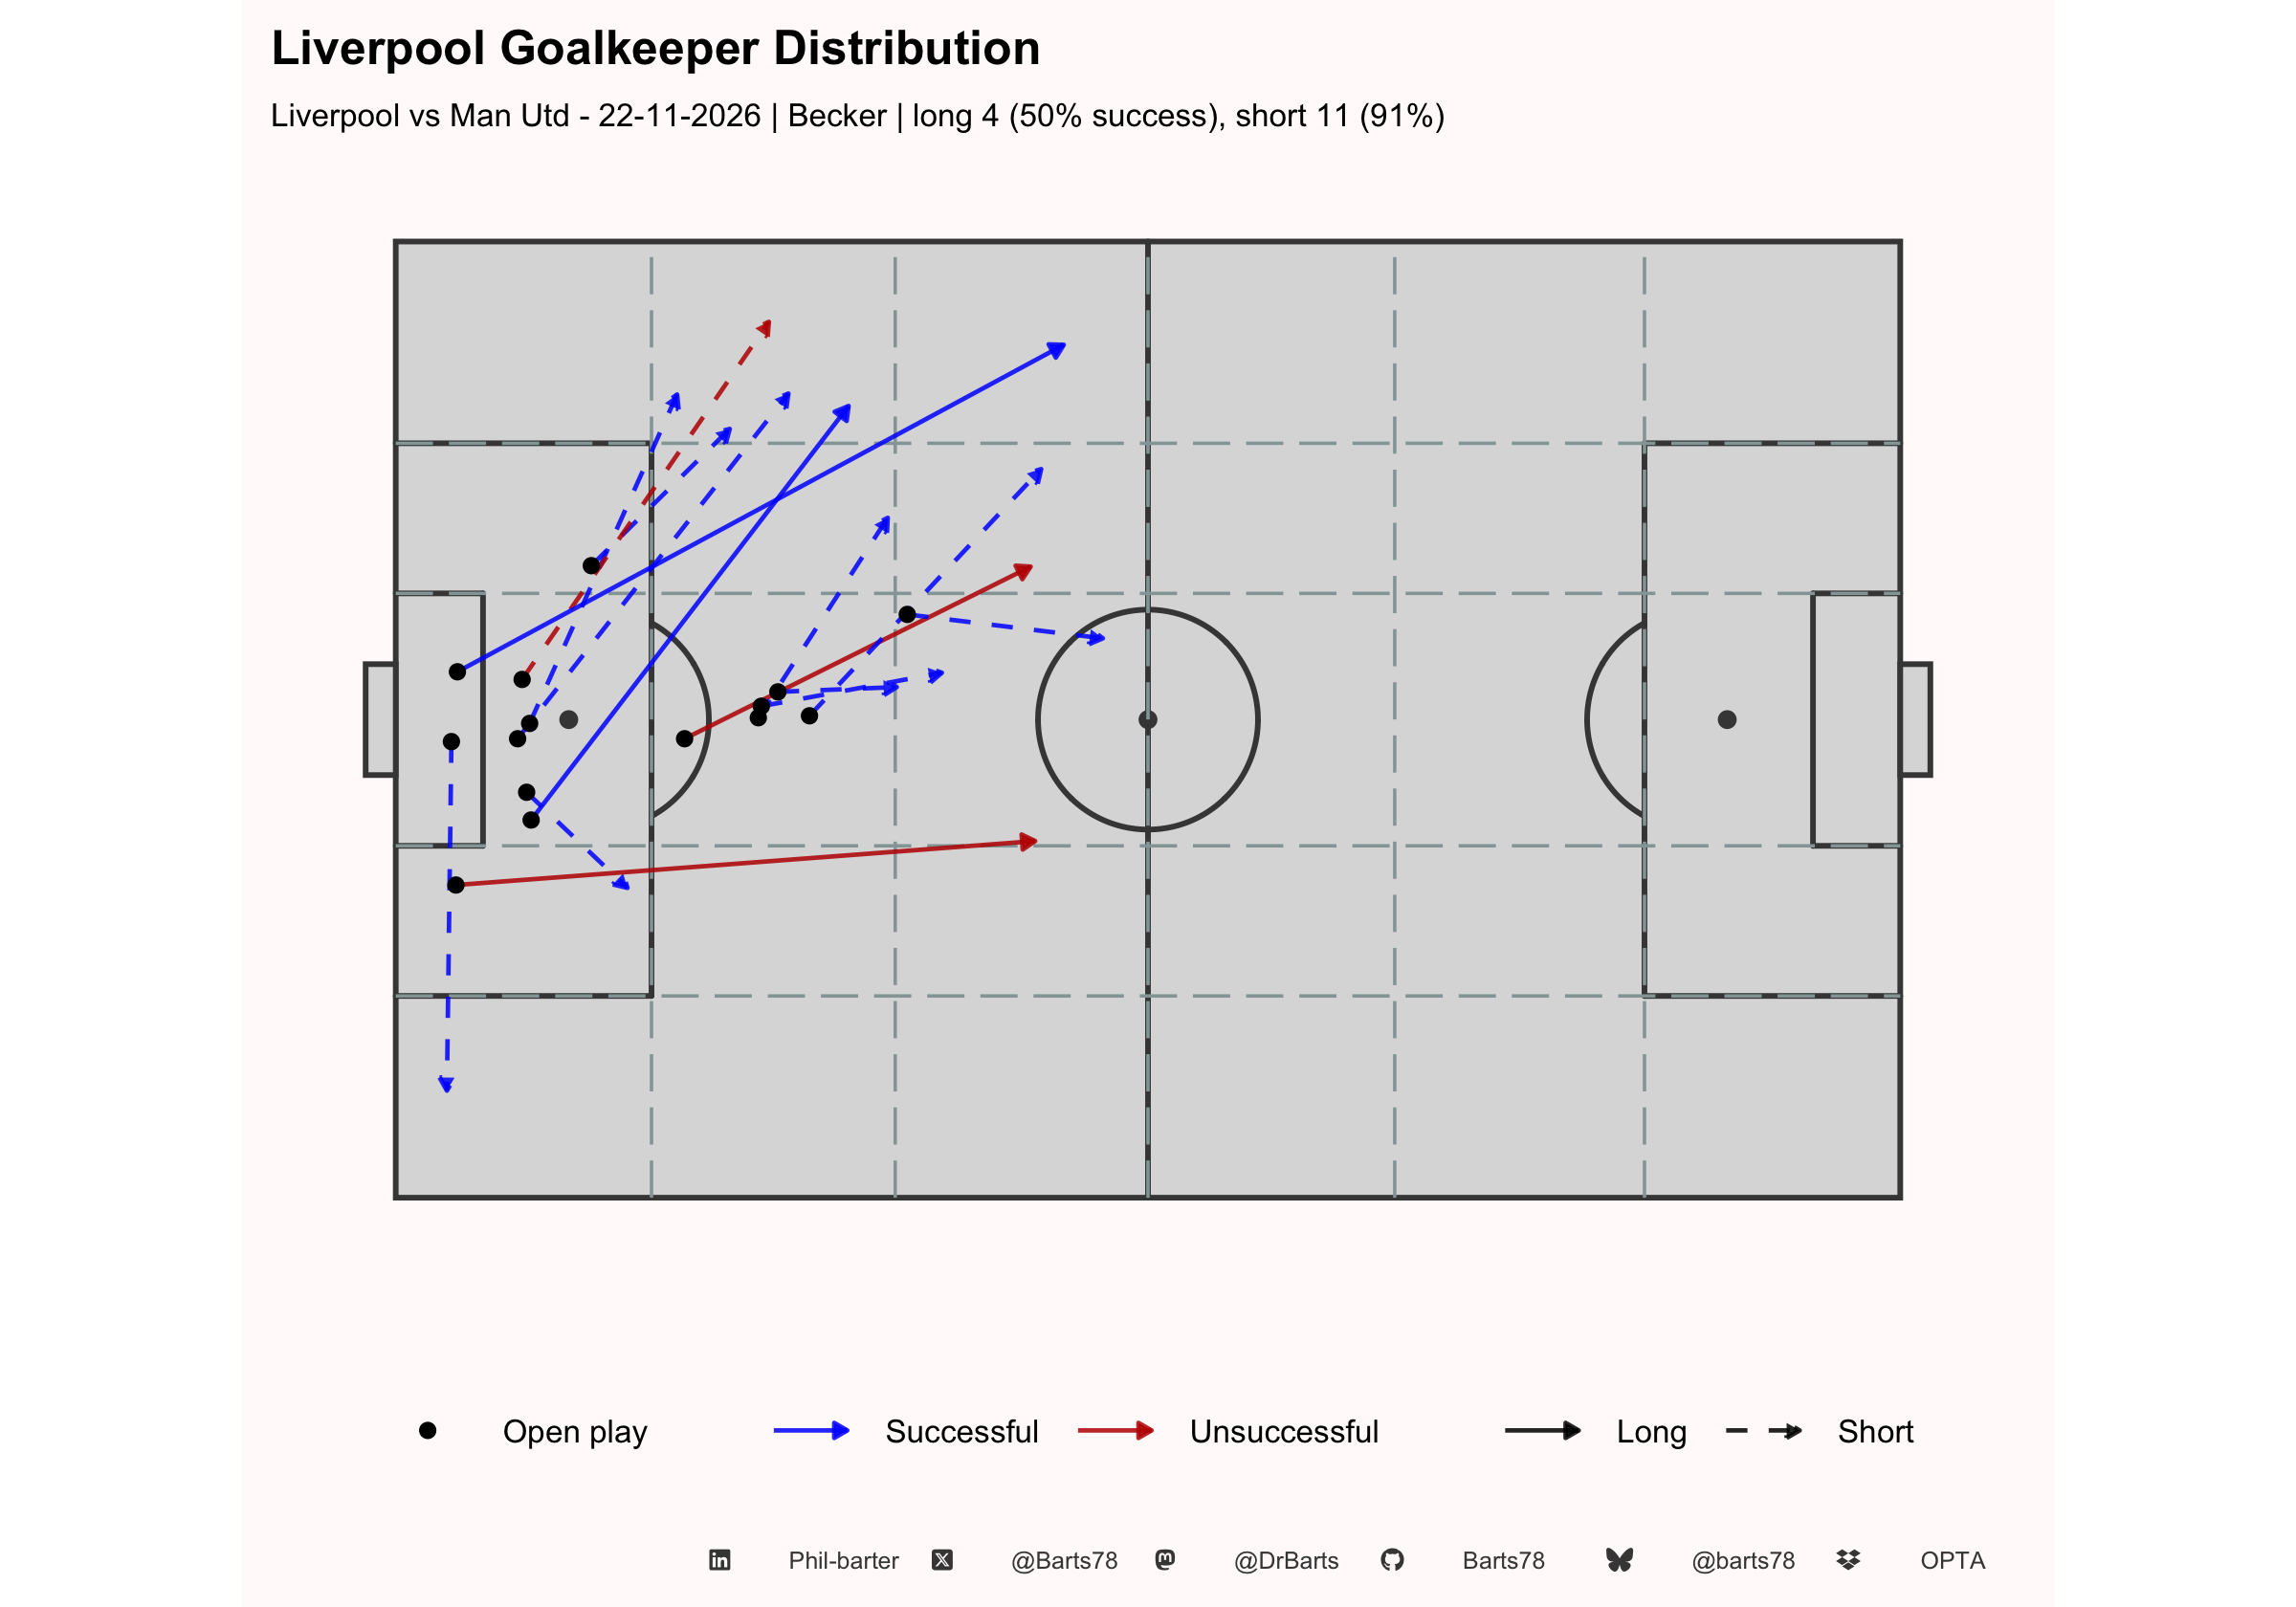 Liverpool Goalkeeper Distribution
Liverpool vs Man Utd - 22-11-2026 | Becker | long 4 (50% success), short 11 (91%)
Open play Successful Unsuccessful Long Short
Phil-barter @Barts78 @DrBarts Barts78 @barts78 OPTA